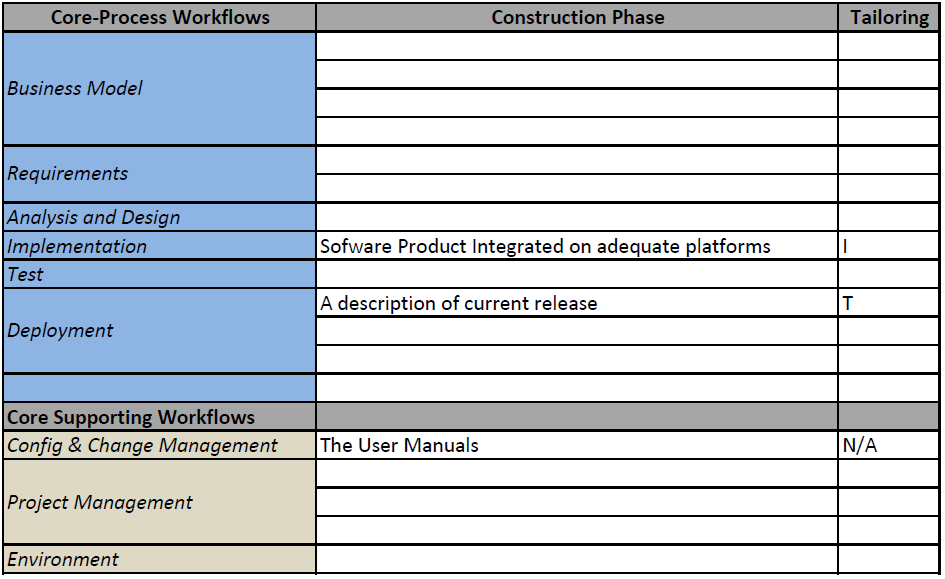 Core-Process Workflows Construction Phase Tailoring
Business Model
Requirements
Analysis and Design
Implementation Sofware Product Integrated on adequate platforms I
Test
A description of current release T
Deployment
Core Supporting Workflows
Config & Change Management The User Manuals N/A
Project Management
Environment